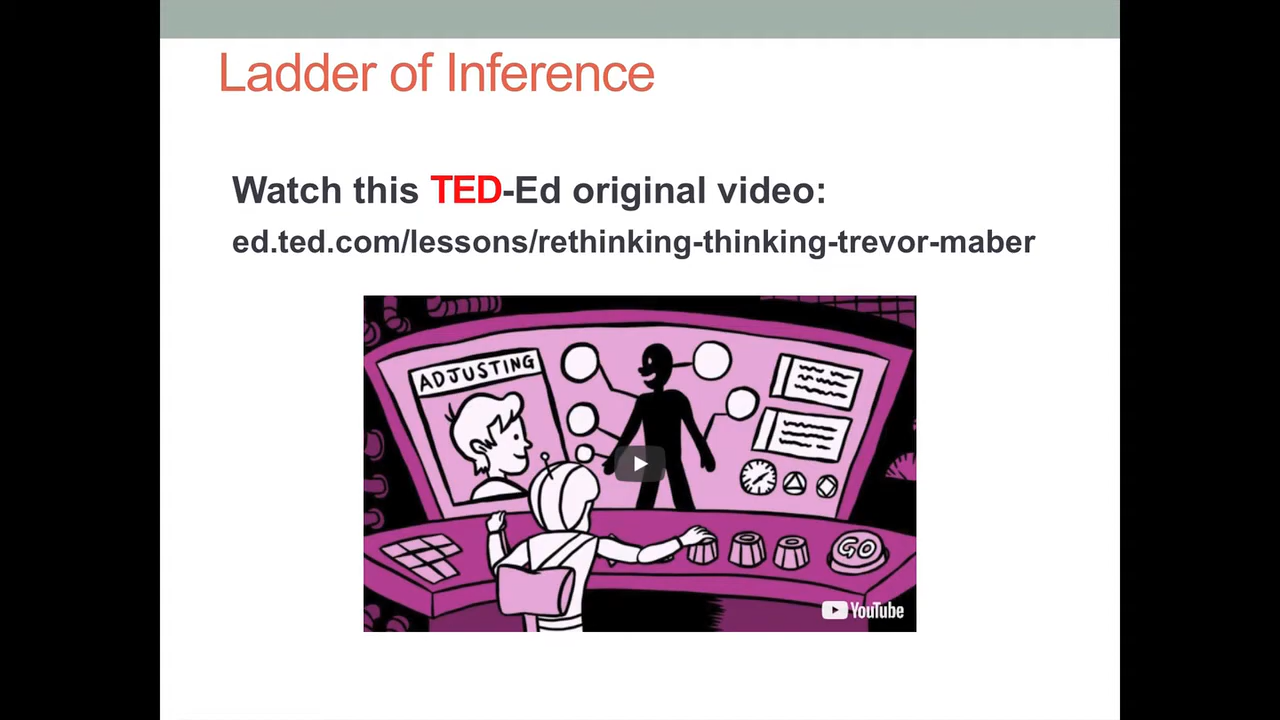 Ladder of Inference
Watch this TED-Ed original video:
ed.ted.com/lessons/rethinking-thinking-trevor-maber
ADJUSTING
GO
YouTube